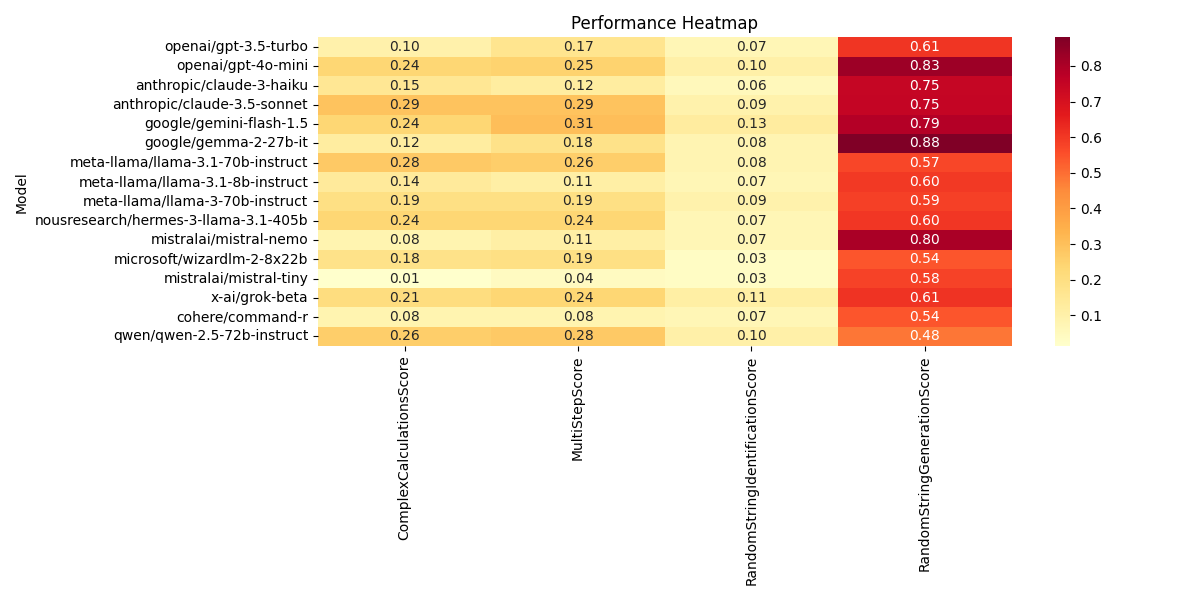 Performance Heatmap
Model
openai/gpt-3.5-turbo 0.10 0.17 0.07 0.61
openai/gpt-4o-mini 0.24 0.25 0.10 0.83
anthropic/claude-3-haiku 0.15 0.12 0.06 0.75
anthropic/claude-3.5-sonnet 0.29 0.29 0.09 0.75
google/gemini-flash-1.5 0.24 0.31 0.13 0.79
google/gemma-2-27b-it 0.12 0.18 0.08 0.88
meta-llama/llama-3.1-70b-instruct 0.28 0.26 0.08 0.57
meta-llama/llama-3.1-8b-instruct 0.14 0.11 0.07 0.60
meta-llama/llama-3-70b-instruct 0.19 0.19 0.09 0.59
nousresearch/hermes-3-llama-3.1-405b 0.24 0.24 0.07 0.60
mistralai/mistral-nemo 0.08 0.11 0.07 0.80
microsoft/wizardlm-2-8x22b 0.18 0.19 0.03 0.54
mistralai/mistral-tiny 0.01 0.04 0.03 0.58
x-ai/grok-beta 0.21 0.24 0.11 0.61
cohere/command-r 0.08 0.08 0.07 0.54
qwen/qwen-2.5-72b-instruct 0.26 0.28 0.10 0.48
ComplexCalculationsScore
MultiStepScore
RandomStringIdentificationScore
RandomStringGenerationScore
0.8
0.7
0.6
0.5
0.4
0.3
0.2
0.1